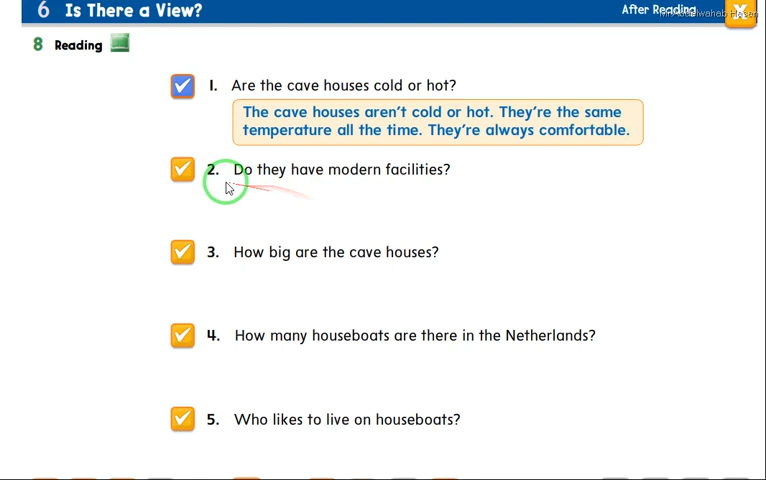 6 Is There a View?
After Reading
8 Reading
1. Are the cave houses cold or hot?
The cave houses aren't cold or hot. They're the same
temperature all the time. They're always comfortable.
2. Do they have modern facilities?
3. How big are the cave houses?
4. How many houseboats are there in the Netherlands?
5. Who likes to live on houseboats?